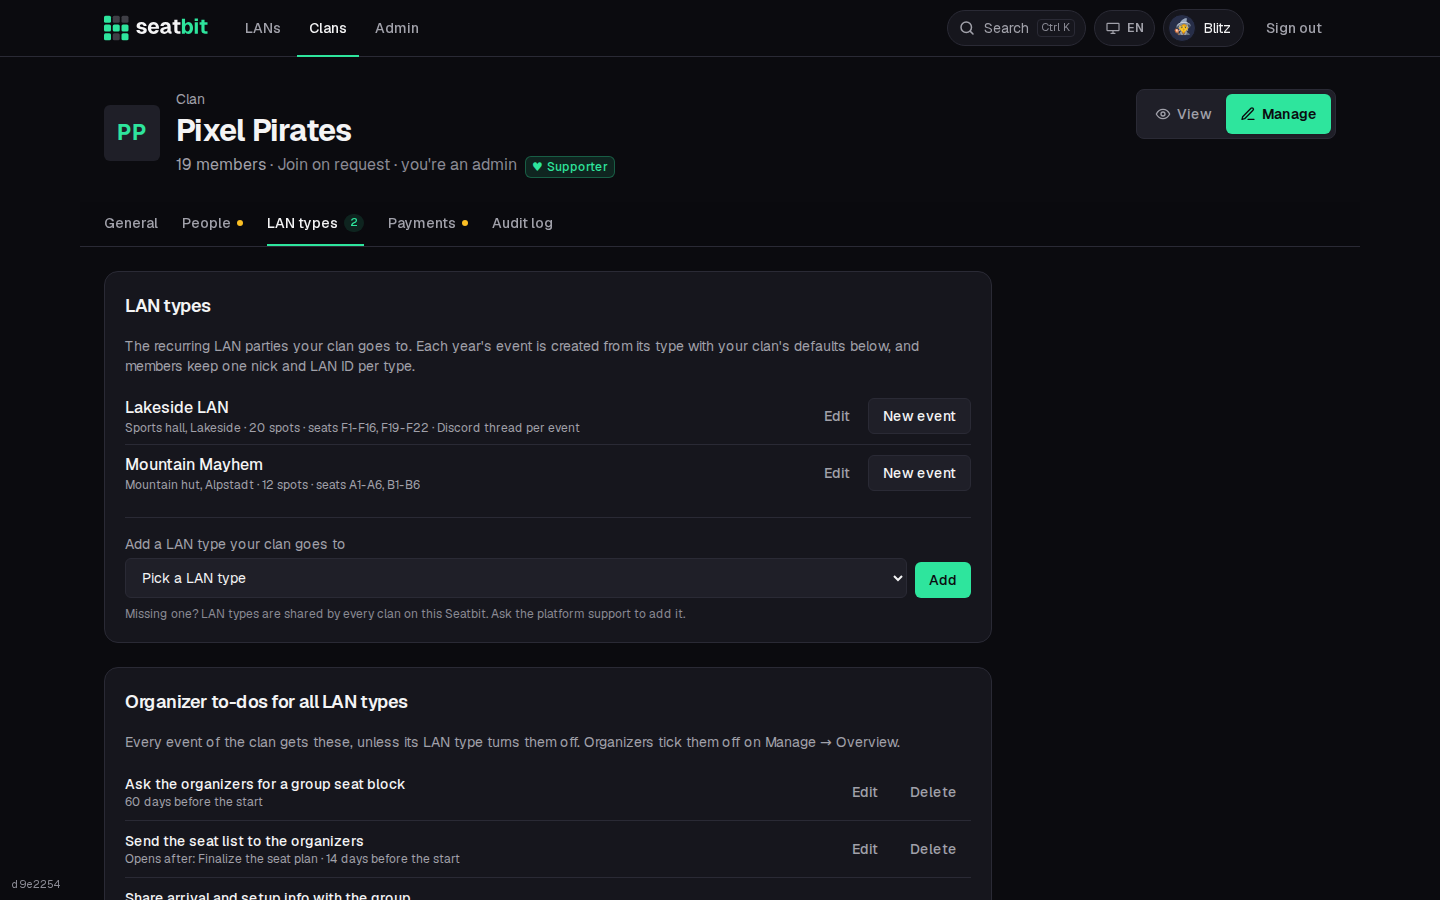 seatbit LANs Clans Admin Search Ctrl K EN Blitz Sign out
PP
Clan
Pixel Pirates
19 members · Join on request · you're an admin ♥ Supporter
View Manage
General People LAN types 2 Payments Audit log
LAN types
The recurring LAN parties your clan goes to. Each year's event is created from its type with your clan's defaults below, and
members keep one nick and LAN ID per type.
Lakeside LAN
Sports hall, Lakeside · 20 spots · seats F1-F16, F19-F22 · Discord thread per event
Edit New event
Mountain Mayhem
Mountain hut, Alpstadt · 12 spots · seats A1-A6, B1-B6
Edit New event
Add a LAN type your clan goes to
Pick a LAN type Add
Missing one? LAN types are shared by every clan on this Seatbit. Ask the platform support to add it.
Organizer to-dos for all LAN types
Every event of the clan gets these, unless its LAN type turns them off. Organizers tick them off on Manage → Overview.
Ask the organizers for a group seat block
60 days before the start
Edit Delete
Send the seat list to the organizers
Opens after: Finalize the seat plan · 14 days before the start
Edit Delete
Share arrival and setup info with the group
d9e2254